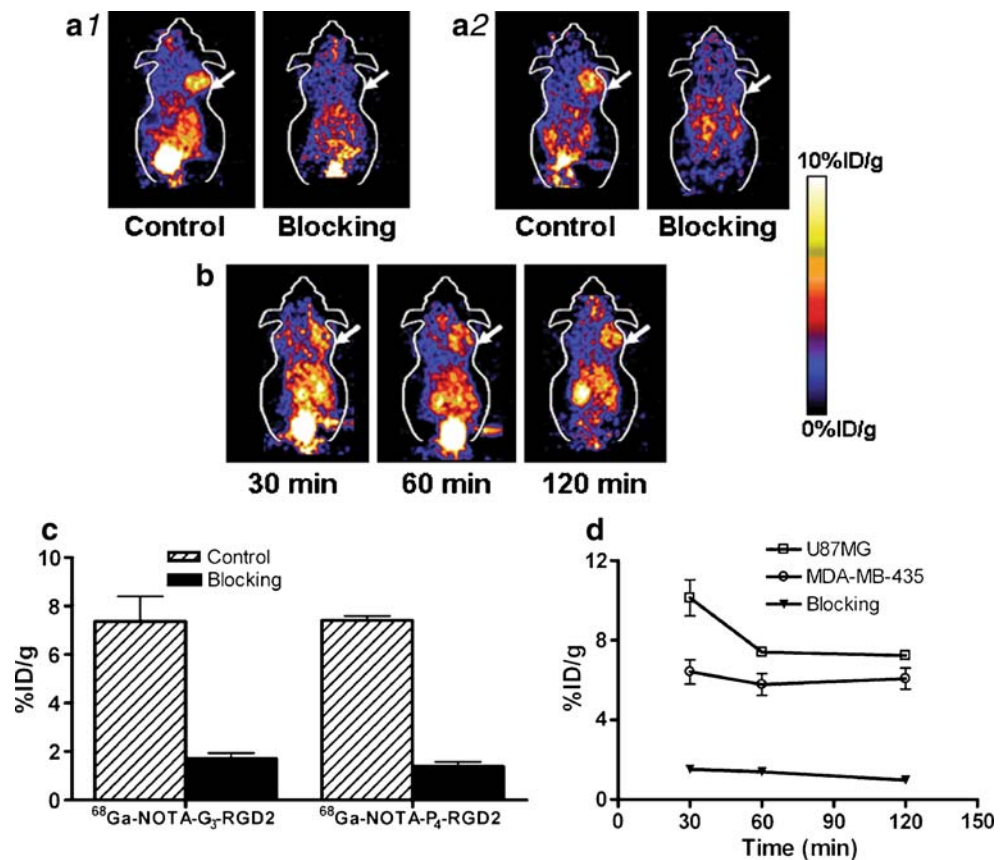 a1
a2
Control
Blocking
Control
Blocking
10%ID/g
0%ID/g
b
30 min
60 min
120 min
c
Control
Blocking
10
8
6
4
2
0
%ID/g
⁶⁸Ga-NOTA-G₃-RGD2
⁶⁸Ga-NOTA-P₄-RGD2
d
U87MG
MDA-MB-435
Blocking
12
8
4
0
%ID/g
0 30 60 90 120 150
Time (min)